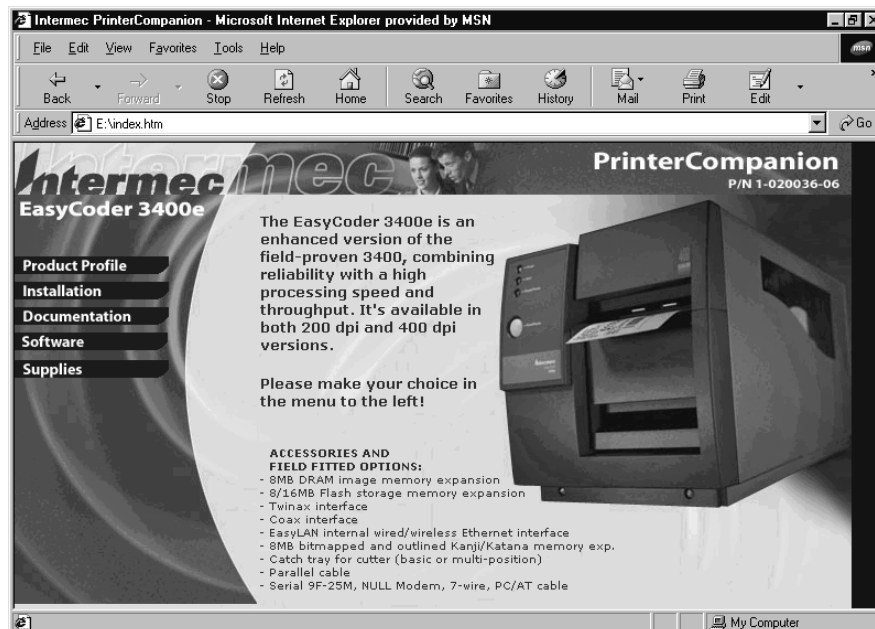 Intermec PrinterCompanion - Microsoft Internet Explorer provided by MSN
File Edit View Favorites Tools Help
msn
Back Forward Stop Refresh Home Search Favorites History Mail Print Edit
Address E:\index.htm Go
Intermec
mec
PrinterCompanion
P/N 1-020036-06
EasyCoder 3400e
Product Profile
Installation
Documentation
Software
Supplies
The EasyCoder 3400e is an
enhanced version of the
field-proven 3400, combining
reliability with a high
processing speed and
throughput. It's available in
both 200 dpi and 400 dpi
versions.
Please make your choice in
the menu to the left!
ACCESSORIES AND
FIELD FITTED OPTIONS:
- 8MB DRAM image memory expansion
- 8/16MB Flash storage memory expansion
- Twinax interface
- Coax interface
- EasyLAN internal wired/wireless Ethernet interface
- 8MB bitmapped and outlined Kanji/Katana memory exp.
- Catch tray for cutter (basic or multi-position)
- Parallel cable
- Serial 9F-25M, NULL Modem, 7-wire, PC/AT cable
My Computer